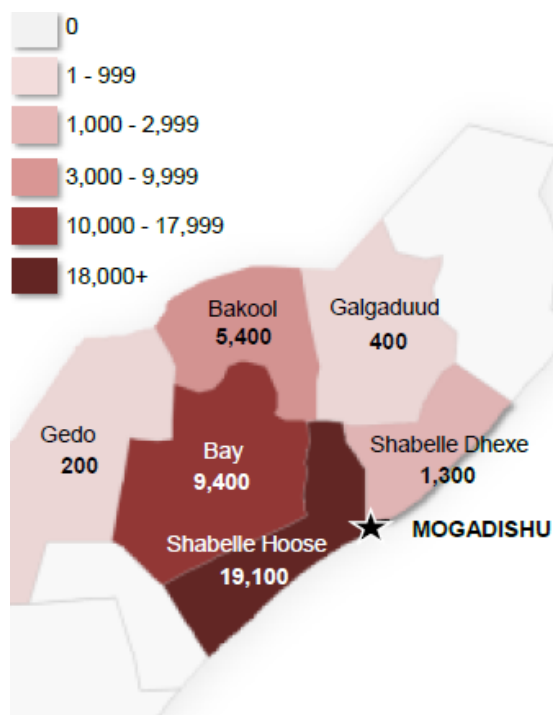 0
1 - 999
1,000 - 2,999
3,000 - 9,999
10,000 - 17,999
18,000+
Bakool
5,400
Galgaduud
400
Gedo
200
Bay
9,400
Shabelle Dhexe
1,300
MOGADISHU
Shabelle Hoose
19,100